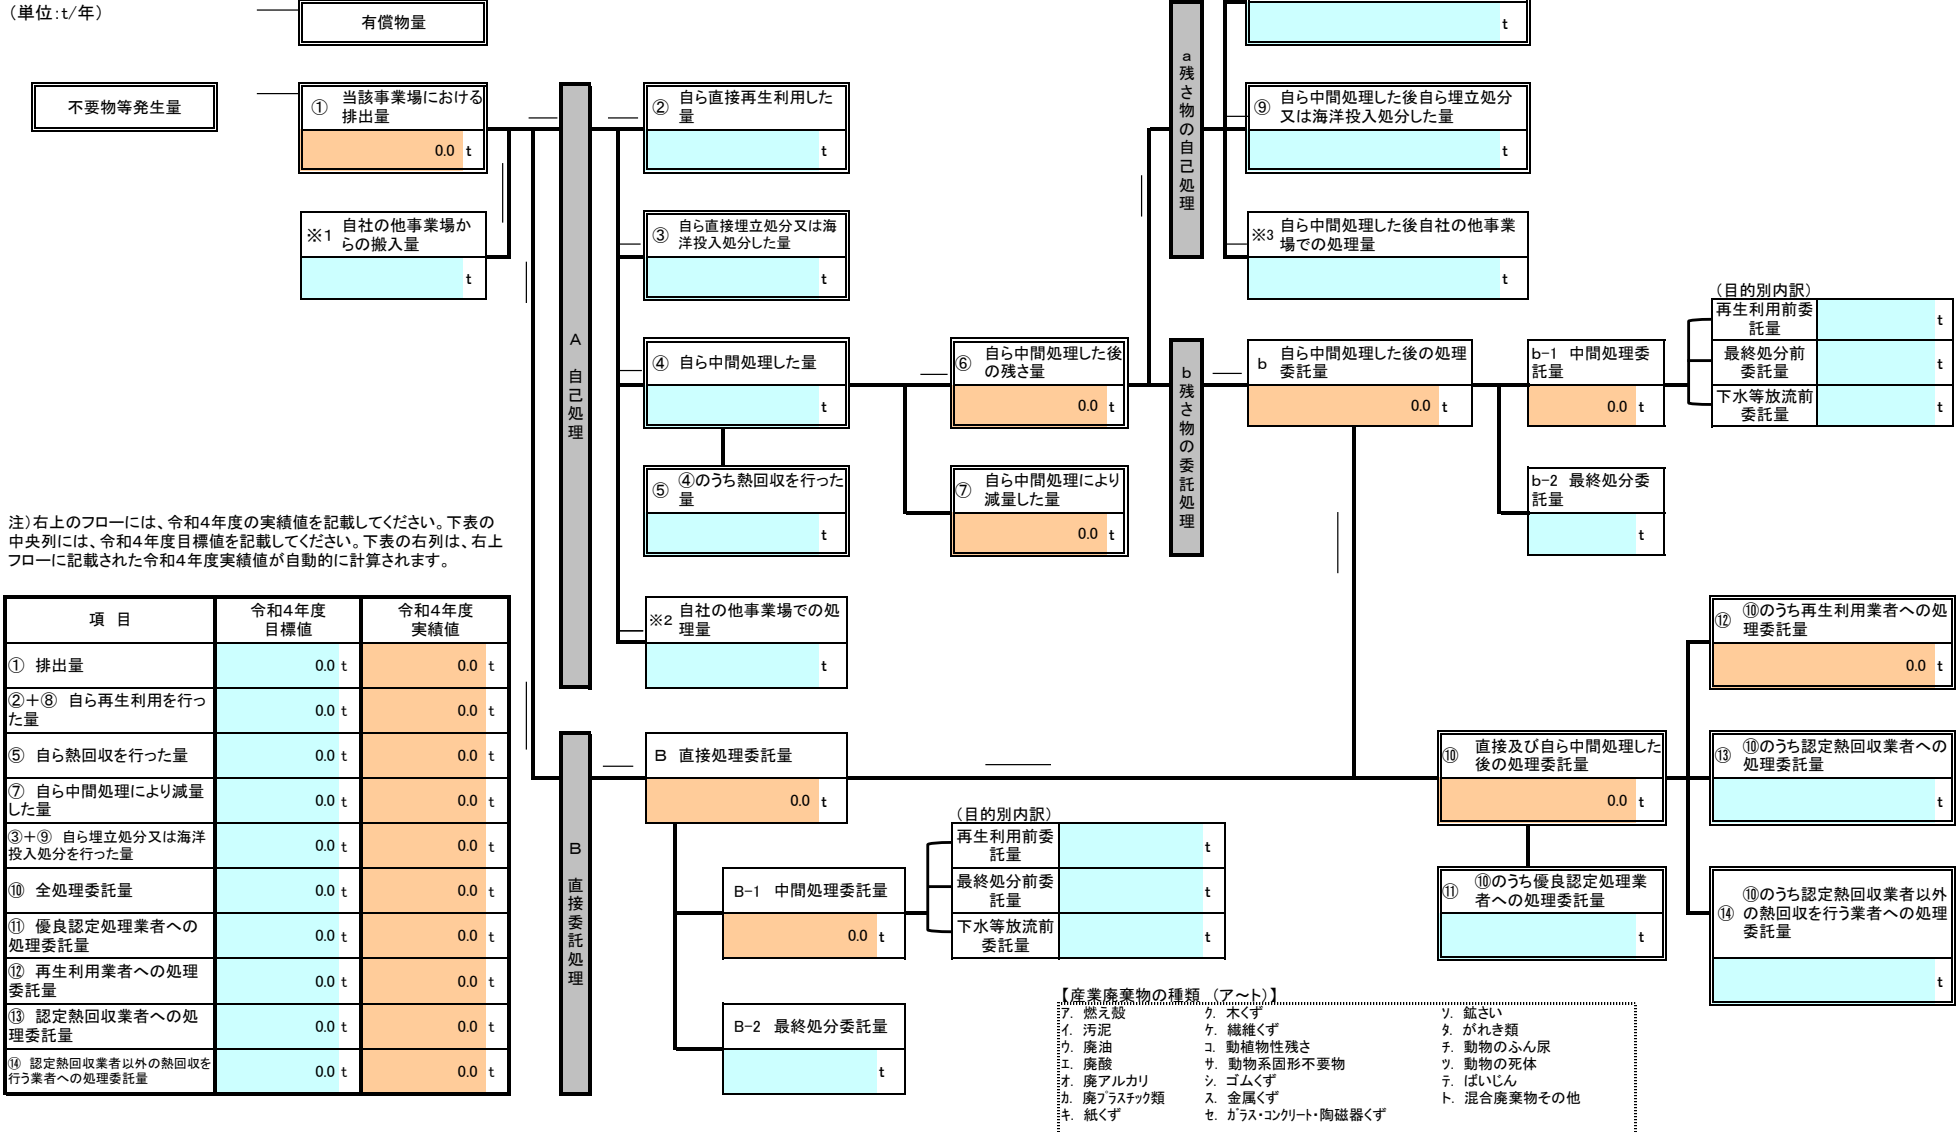 (単位:t/年)
有償物量
t
不要物等発生量
① 当該事業場における
排出量
0.0 t
※1 自社の他事業場か
らの搬入量
t
A 自己処理
② 自ら直接再生利用した
量
t
③ 自ら直接埋立処分又は海
洋投入処分した量
t
④ 自ら中間処理した量
t
⑤ ④のうち熱回収を行った
量
t
※2 自社の他事業場での処
理量
t
⑥ 自ら中間処理した後
の残さ量
0.0 t
⑦ 自ら中間処理により
減量した量
0.0 t
a 残さ物の自己処理
⑨ 自ら中間処理した後自ら埋立処分
又は海洋投入処分した量
t
※3 自ら中間処理した後自社の他事業
場での処理量
t
b 残さ物の委託処理
b 自ら中間処理した後の処理
委託量
0.0 t
b-1 中間処理委
託量
0.0 t
b-2 最終処分委
託量
t
(目的別内訳)
再生利用前委
託量
t
最終処分前
委託量
t
下水等放流前
委託量
t
注)右上のフローには、令和4年度の実績値を記載してください。下表の
中央列には、令和4年度目標値を記載してください。下表の右列は、右上
フローに記載された令和4年度実績値が自動的に計算されます。
項 目 令和4年度 目標値 令和4年度 実績値
① 排出量 0.0 t 0.0 t
②+⑧ 自ら再生利用を行っ
た量 0.0 t 0.0 t
⑤ 自ら熱回収を行った量 0.0 t 0.0 t
⑦ 自ら中間処理により減量
した量 0.0 t 0.0 t
③+⑨ 自ら埋立処分又は海洋
投入処分を行った量 0.0 t 0.0 t
⑩ 全処理委託量 0.0 t 0.0 t
⑪ 優良認定処理業者への
処理委託量 0.0 t 0.0 t
⑫ 再生利用業者への処理
委託量 0.0 t 0.0 t
⑬ 認定熱回収業者への処
理委託量 0.0 t 0.0 t
⑭ 認定熱回収業者以外の熱回収を
行う業者への処理委託量 0.0 t 0.0 t
B 直接委託処理
B 直接処理委託量
0.0 t
B-1 中間処理委託量
0.0 t
B-2 最終処分委託量
t
(目的別内訳)
再生利用前委
託量
t
最終処分前委
託量
t
下水等放流前
委託量
t
⑩ 直接及び自ら中間処理した
後の処理委託量
0.0 t
⑪ ⑩のうち優良認定処理業
者への処理委託量
t
⑫ ⑩のうち再生利用業者への処
理委託量
0.0 t
⑬ ⑩のうち認定熱回収業者への
処理委託量
t
⑭ ⑩のうち認定熱回収業者以外
の熱回収を行う業者への処理
委託量
t
【産業廃棄物の種類 (ア~ト)】
ア. 燃え殻 ク. 木くず ソ. 鉱さい
イ. 汚泥 ケ. 繊維くず タ. がれき類
ウ. 廃油 コ. 動植物性残さ チ. 動物のふん尿
エ. 廃酸 サ. 動物系固形不要物 ツ. 動物の死体
オ. 廃アルカリ シ. ゴムくず テ. ばいじん
カ. 廃プラスチック類 ス. 金属くず ト. 混合廃棄物その他
キ. 紙くず セ. ガラス・コンクリート・陶磁器くず